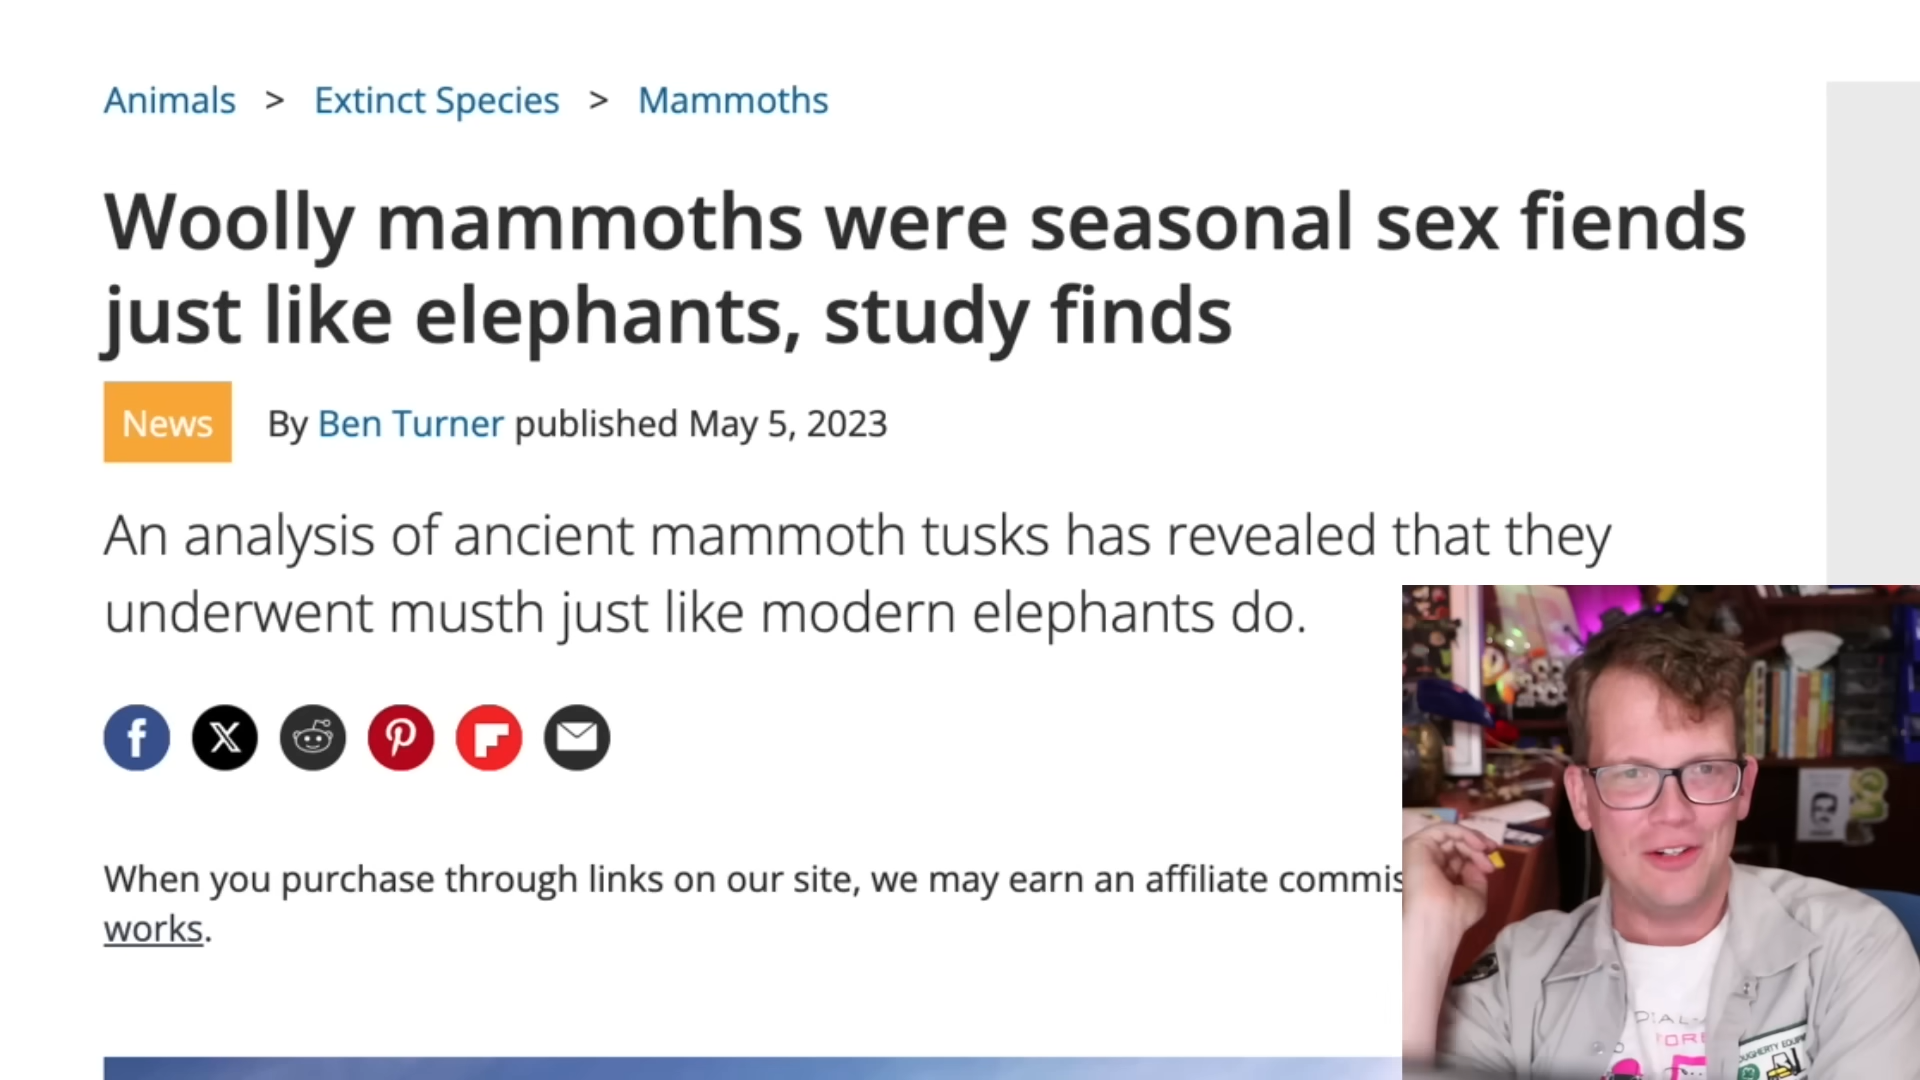 Animals > Extinct Species > Mammoths
Woolly mammoths were seasonal sex fiends
just like elephants, study finds
News By Ben Turner published May 5, 2023
An analysis of ancient mammoth tusks has revealed that they
underwent musth just like modern elephants do.
When you purchase through links on our site, we may earn an affiliate commis
works.